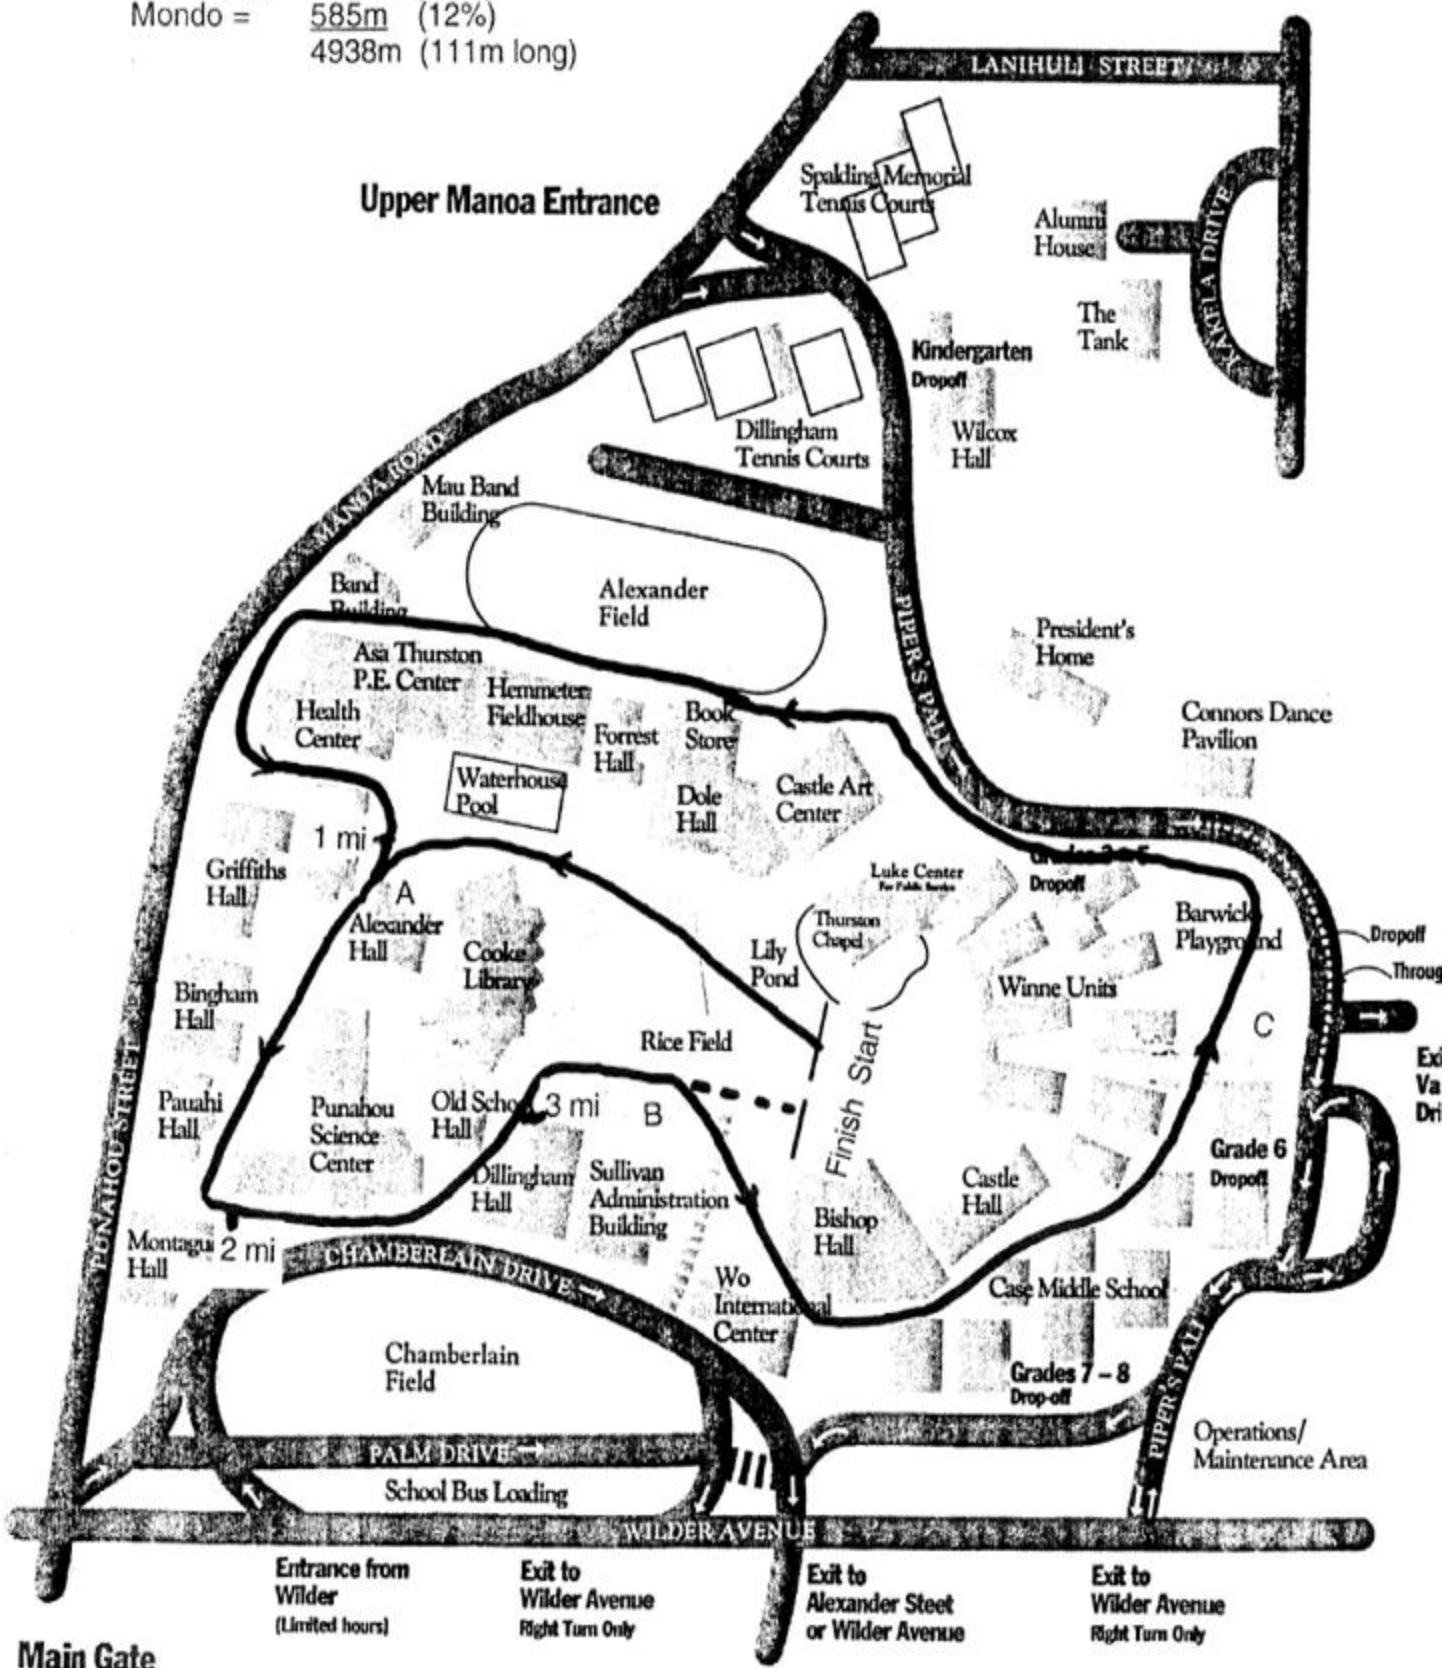 Mondo = 585m (12%)
4938m (111m long)
LANIHULI STREET
Upper Manoa Entrance
Spalding Memorial
Tennis Courts
Alumni
House
KAKELA DRIVE
The
Tank
Kindergarten
Dropoff
Wilcox
Hall
Dillingham
Tennis Courts
MANOA ROAD
Mau Band
Building
Band
Building
Alexander
Field
PIPER'S PALI
President's
Home
Asa Thurston
P.E. Center
Hemmeter
Fieldhouse
Health
Center
Forrest
Hall
Book
Store
Connors Dance
Pavilion
Waterhouse
Pool
Dole
Hall
Castle Art
Center
1 mi
Griffiths
Hall
A
Alexander
Hall
Cooke
Library
Luke Center
For Public Service
Thurston
Chapel
Lily
Pond
Dropoff
Barwick
Playground
Dropoff
Throug
Winne Units
C
Bingham
Hall
Rice Field
Finish Start
Exi
Va
Dri
Pauahi
Hall
PUNAHOU STREET
Punahou
Science
Center
Old Schoo
Hall
3 mi
B
Dillingham
Hall
Sullivan
Administration
Building
Grade 6
Dropoff
Castle
Hall
Bishop
Hall
Montague
Hall
2 mi
CHAMBERLAIN DRIVE
Wo
International
Center
Case Middle School
Chamberlain
Field
Grades 7 – 8
Drop-off
PIPER'S PALI
Operations/
Maintenance Area
PALM DRIVE
School Bus Loading
WILDER AVENUE
Entrance from
Wilder
(Limited hours)
Exit to
Wilder Avenue
Right Turn Only
Exit to
Alexander Steet
or Wilder Avenue
Exit to
Wilder Avenue
Right Turn Only
Main Gate